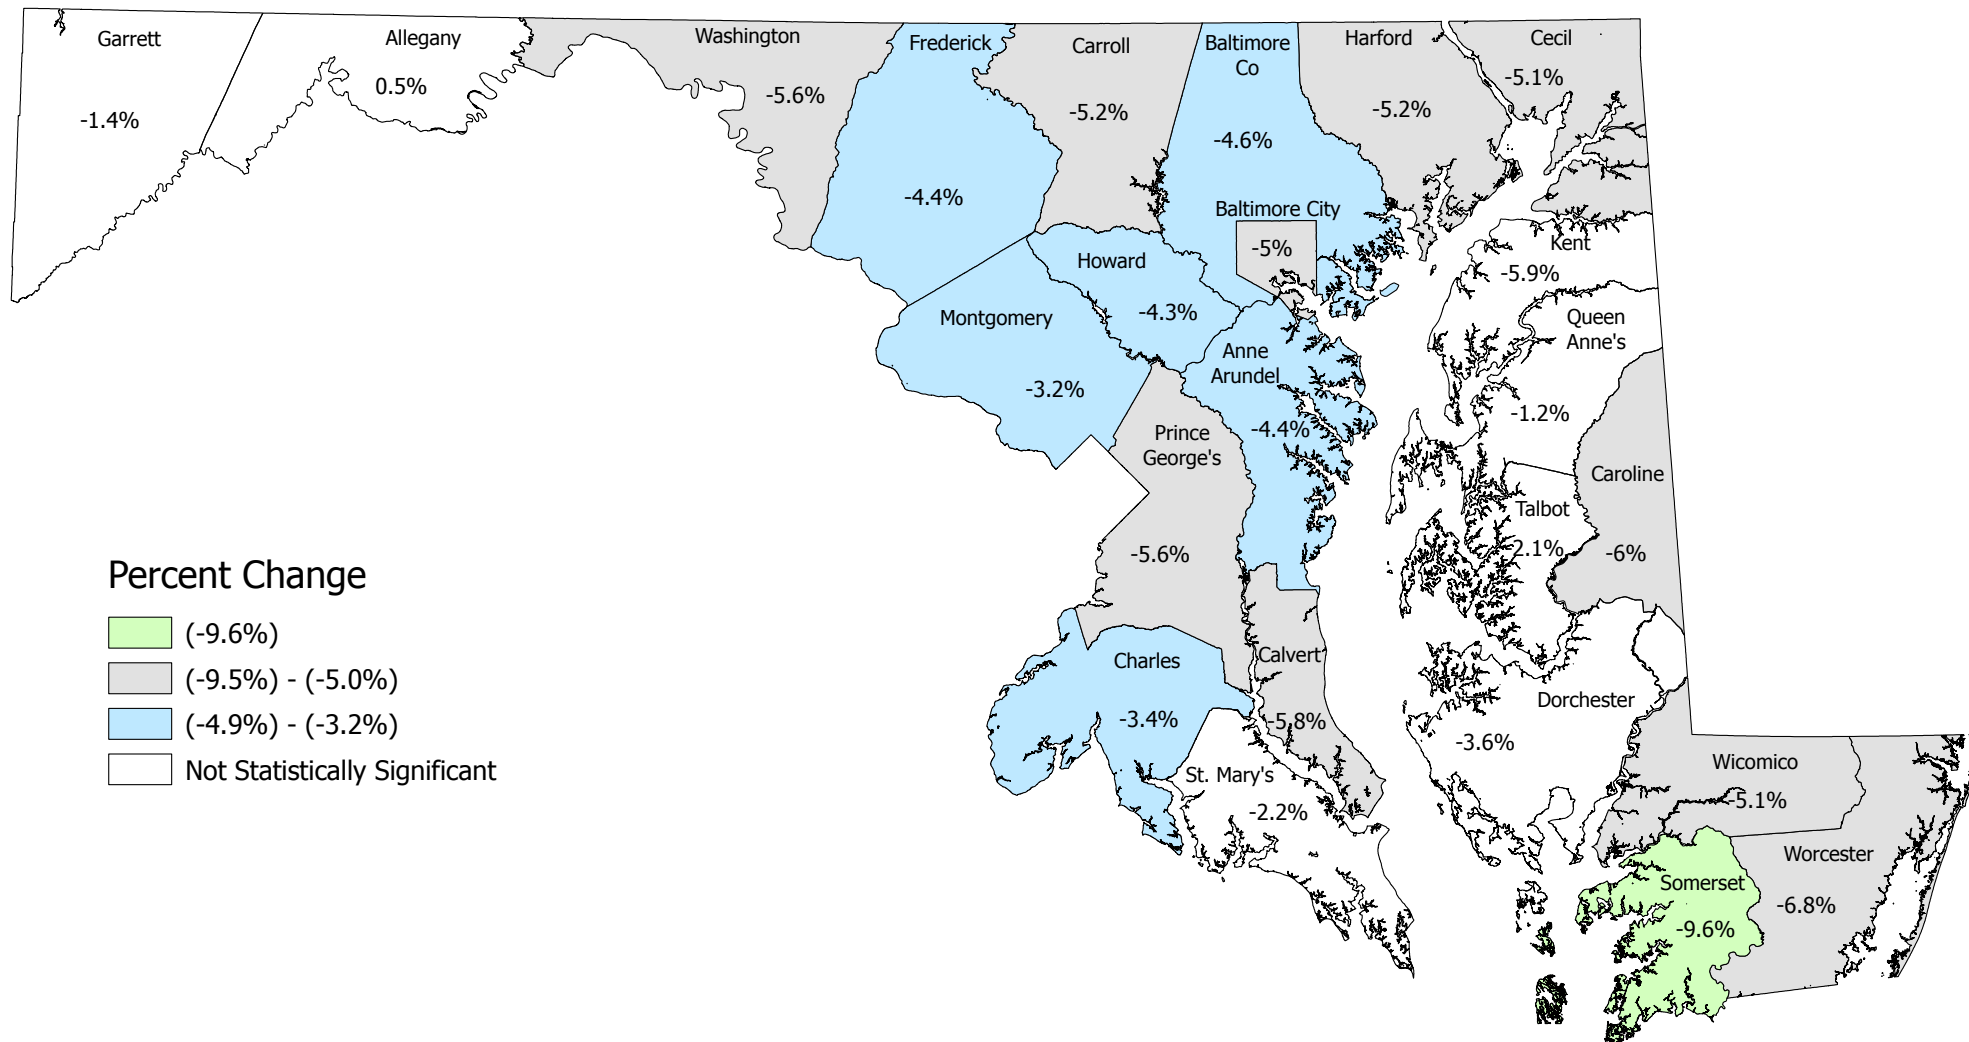 Garrett
-1.4%
Allegany
0.5%
Washington
-5.6%
Frederick
-4.4%
Carroll
-5.2%
Baltimore
Co
-4.6%
Harford
-5.2%
Cecil
-5.1%
Baltimore City
-5%
Howard
-4.3%
Montgomery
-3.2%
Anne
Arundel
-4.4%
Kent
-5.9%
Queen
Anne's
-1.2%
Prince
George's
-5.6%
Caroline
-6%
Talbot
2.1%
Charles
-3.4%
Calvert
-5.8%
St. Mary's
-2.2%
Dorchester
-3.6%
Wicomico
-5.1%
Worcester
-6.8%
Somerset
-9.6%
Percent Change
(-9.6%)
(-9.5%) - (-5.0%)
(-4.9%) - (-3.2%)
Not Statistically Significant